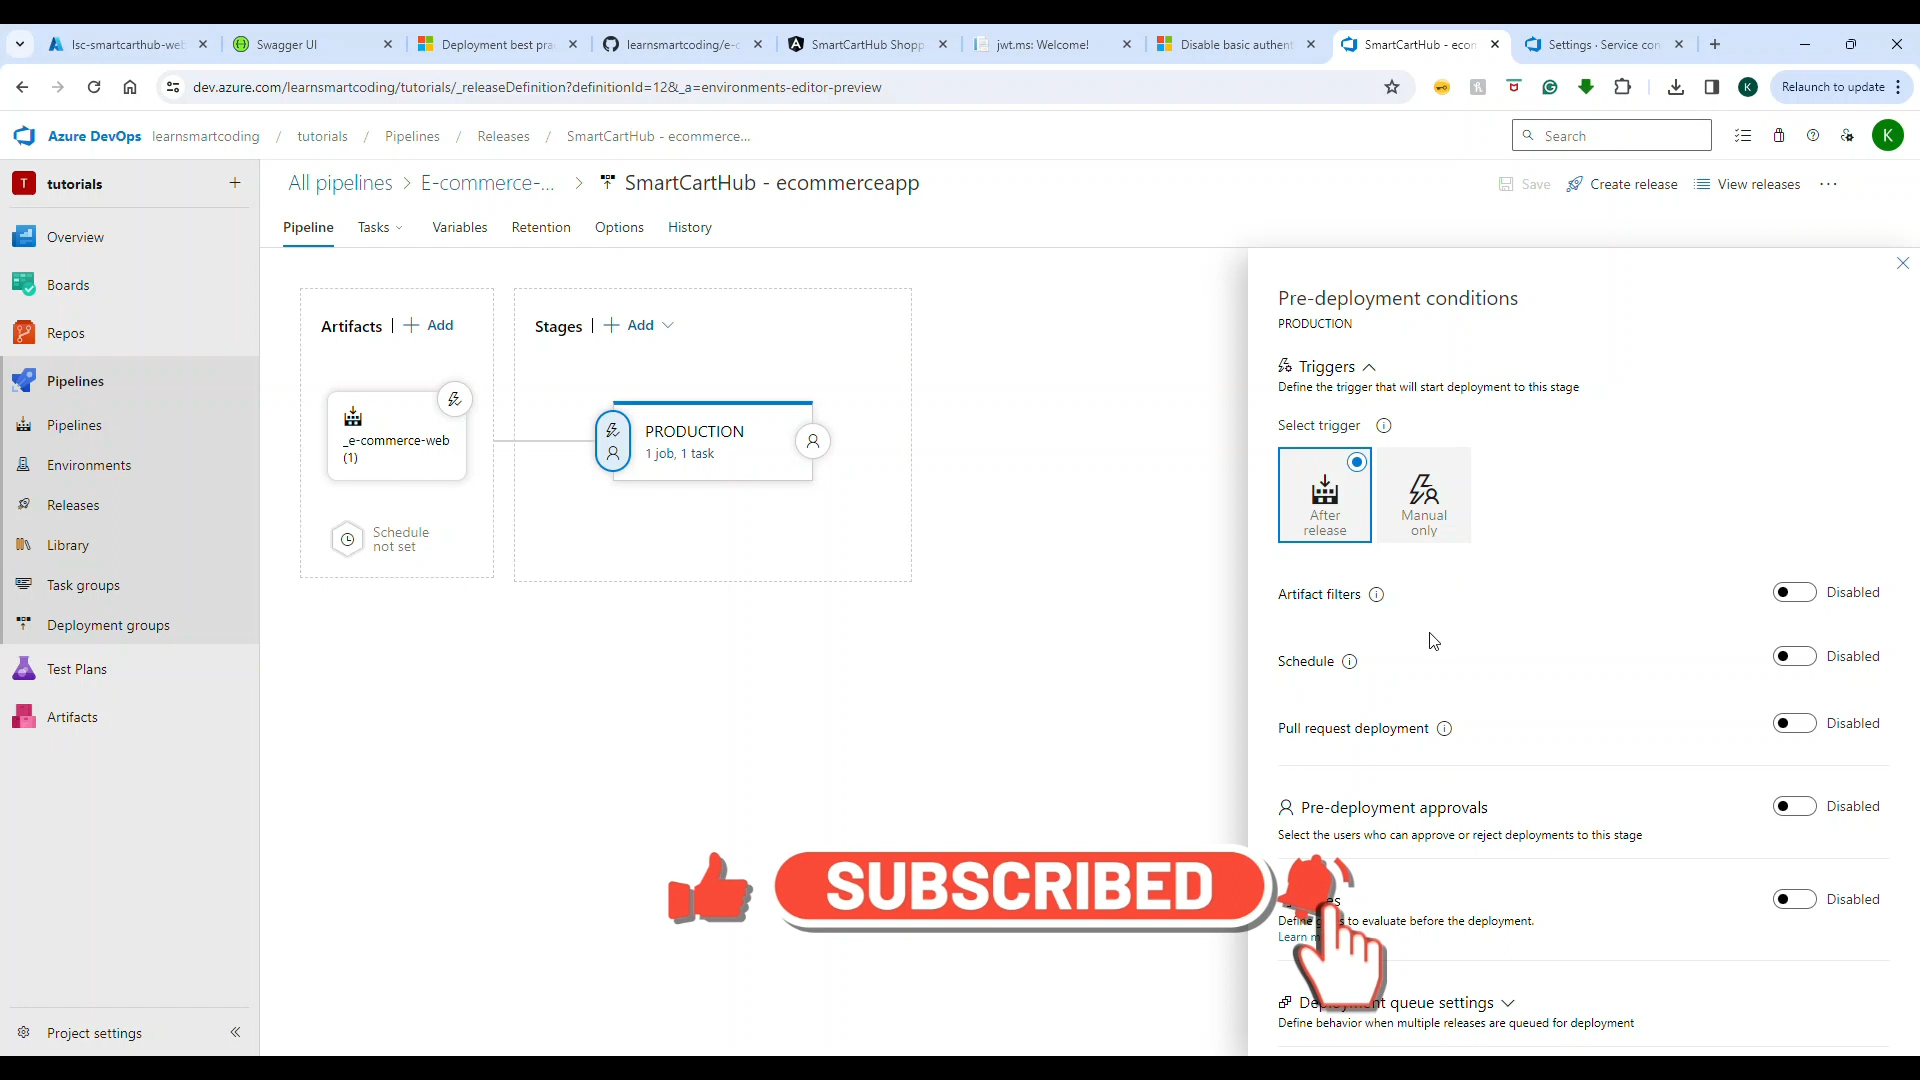 lsc-smartcarthub-web
Swagger UI
Deployment best pra
learnsmartcoding/e-c
SmartCartHub Shopp
jwt.ms: Welcome!
Disable basic authent
SmartCartHub - econ
Settings · Service con
dev.azure.com/learnsmartcoding/tutorials/_releaseDefinition?definitionId=12&_a=environments-editor-preview
K
Relaunch to update
Azure DevOps
learnsmartcoding / tutorials / Pipelines / Releases / SmartCartHub - ecommerce...
Search
K
T
tutorials
All pipelines > E-commerce-... > SmartCartHub - ecommerceapp
Save
Create release
View releases
Pipeline
Tasks
Variables
Retention
Options
History
Overview
Boards
Repos
Pipelines
Pipelines
Environments
Releases
Library
Task groups
Deployment groups
Test Plans
Artifacts
Project settings
Artifacts | + Add
_e-commerce-web
(1)
Schedule
not set
Stages | + Add
PRODUCTION
1 job, 1 task
Pre-deployment conditions
PRODUCTION
Triggers
Define the trigger that will start deployment to this stage
Select trigger
After
release
Manual
only
Artifact filters
Disabled
Schedule
Disabled
Pull request deployment
Disabled
Pre-deployment approvals
Disabled
Select the users who can approve or reject deployments to this stage
Disabled
Define to evaluate before the deployment.
Learn
queue settings
Define behavior when multiple releases are queued for deployment
SUBSCRIBED